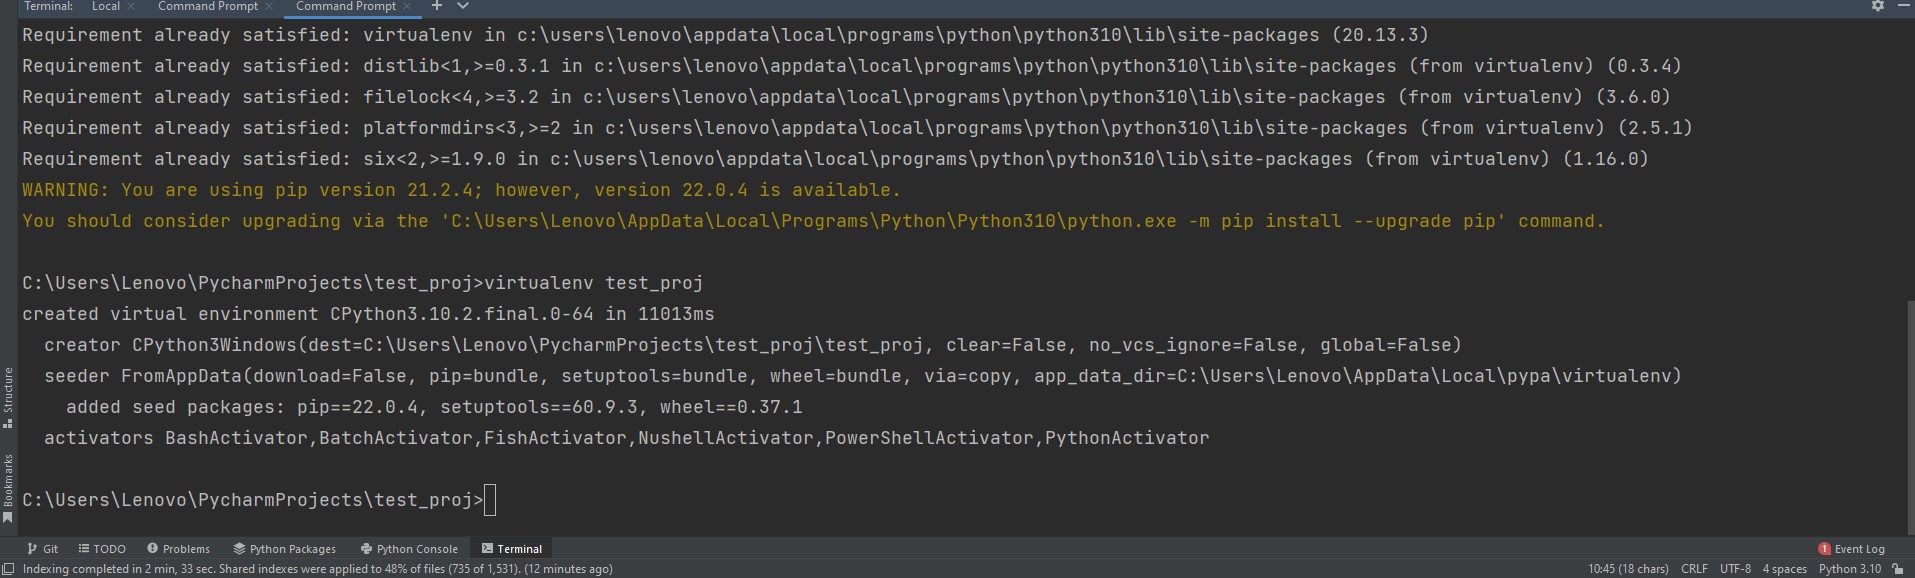 Terminal: Local × Command Prompt × Command Prompt × +
Requirement already satisfied: virtualenv in c:\users\lenovo\appdata\local\programs\python\python310\lib\site-packages (20.13.3)
Requirement already satisfied: distlib<1,>=0.3.1 in c:\users\lenovo\appdata\local\programs\python\python310\lib\site-packages (from virtualenv) (0.3.4)
Requirement already satisfied: filelock<4,>=3.2 in c:\users\lenovo\appdata\local\programs\python\python310\lib\site-packages (from virtualenv) (3.6.0)
Requirement already satisfied: platformdirs<3,>=2 in c:\users\lenovo\appdata\local\programs\python\python310\lib\site-packages (from virtualenv) (2.5.1)
Requirement already satisfied: six<2,>=1.9.0 in c:\users\lenovo\appdata\local\programs\python\python310\lib\site-packages (from virtualenv) (1.16.0)
WARNING: You are using pip version 21.2.4; however, version 22.0.4 is available.
You should consider upgrading via the 'C:\Users\Lenovo\AppData\Local\Programs\Python\Python310\python.exe -m pip install --upgrade pip' command.
C:\Users\Lenovo\PycharmProjects\test_proj>virtualenv test_proj
created virtual environment CPython3.10.2.final.0-64 in 11013ms
creator CPython3Windows(dest=C:\Users\Lenovo\PycharmProjects\test_proj\test_proj, clear=False, no_vcs_ignore=False, global=False)
seeder FromAppData(download=False, pip=bundle, setuptools=bundle, wheel=bundle, via=copy, app_data_dir=C:\Users\Lenovo\AppData\Local\pypa\virtualenv)
added seed packages: pip==22.0.4, setuptools==60.9.3, wheel==0.37.1
activators BashActivator,BatchActivator,FishActivator,NushellActivator,PowerShellActivator,PythonActivator
C:\Users\Lenovo\PycharmProjects\test_proj>
Structure
Bookmarks
Git TODO Problems Python Packages Python Console Terminal 1 Event Log
Indexing completed in 2 min, 33 sec. Shared indexes were applied to 48% of files (735 of 1,531). (12 minutes ago) 10:45 (18 chars) CRLF UTF-8 4 spaces Python 3.10